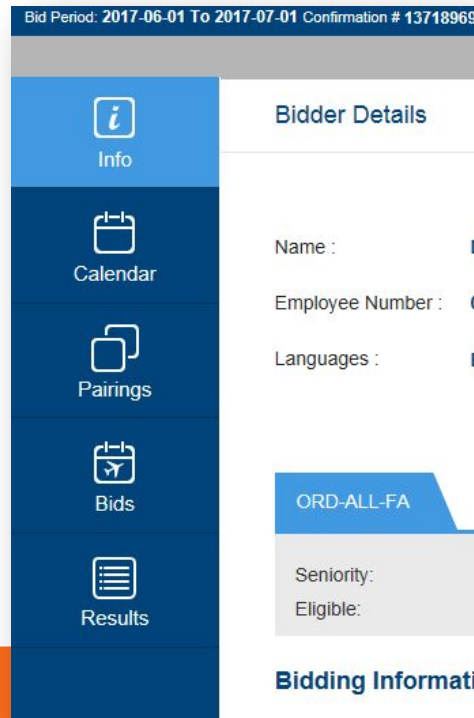 Bid Period: 2017-06-01 To 2017-07-01 Confirmation # 13718969
Info
Calendar
Pairings
Bids
Results
Bidder Details
Name :
Employee Number :
Languages :
ORD-ALL-FA
Seniority:
Eligible:
Bidding Informati